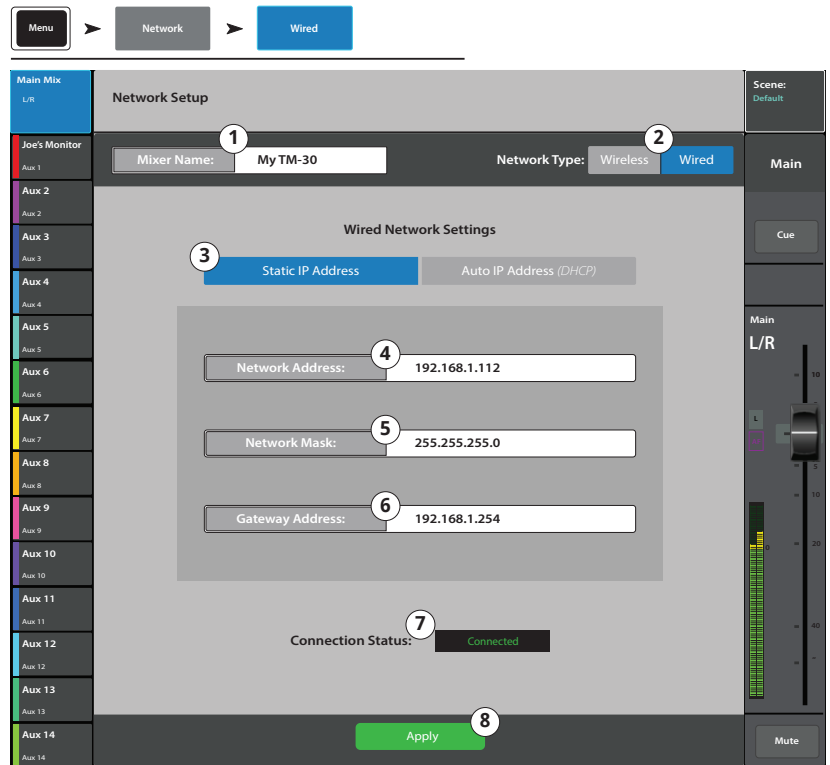 Menu
Network
Wired
Main Mix
L/R
Joe's Monitor
Aux 1
Aux 2
Aux 2
Aux 3
Aux 3
Aux 4
Aux 4
Aux 5
Aux 5
Aux 6
Aux 6
Aux 7
Aux 7
Aux 8
Aux 8
Aux 9
Aux 9
Aux 10
Aux 10
Aux 11
Aux 11
Aux 12
Aux 12
Aux 13
Aux 13
Aux 14
Aux 14
Network Setup
1
Mixer Name: My TM-30
2
Network Type: Wireless Wired
Wired Network Settings
3
Static IP Address Auto IP Address (DHCP)
4
Network Address: 192.168.1.112
5
Network Mask: 255.255.255.0
6
Gateway Address: 192.168.1.254
7
Connection Status: Connected
8
Apply
Scene:
Default
Main
Cue
Main
L/R
10
L
5
10
20
40
Mute